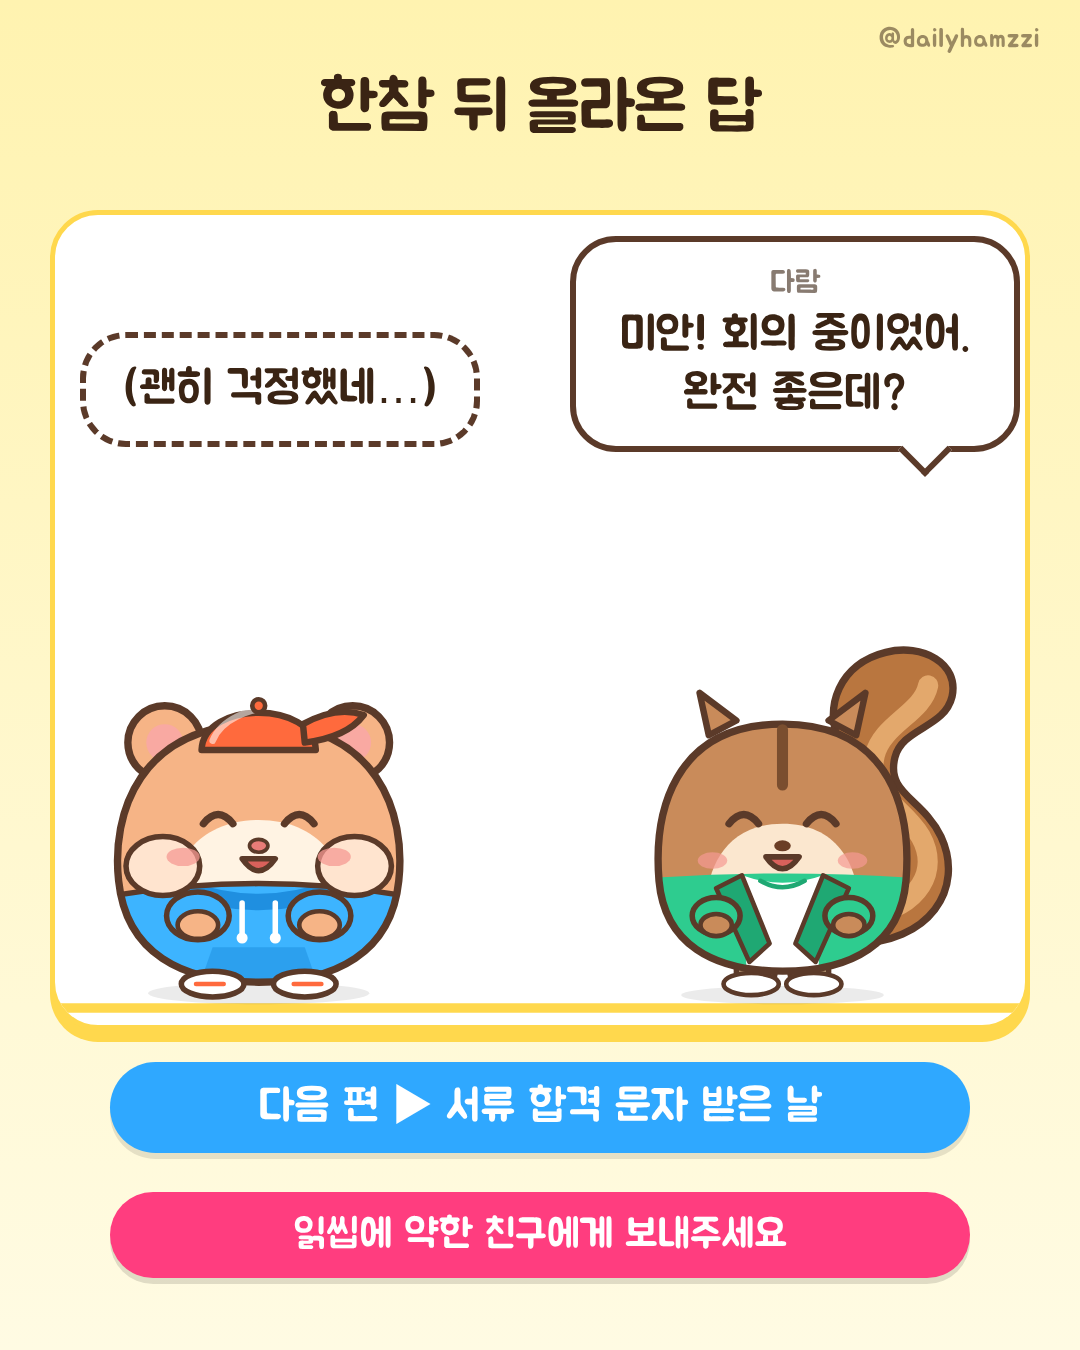 @dailyhamzzi
한참 뒤 올라온 답
다람
미안! 회의 중이었어.
완전 좋은데?
(괜히 걱정했네...)
다음 편 ▶ 서류 합격 문자 받은 날
읽씹에 약한 친구에게 보내주세요